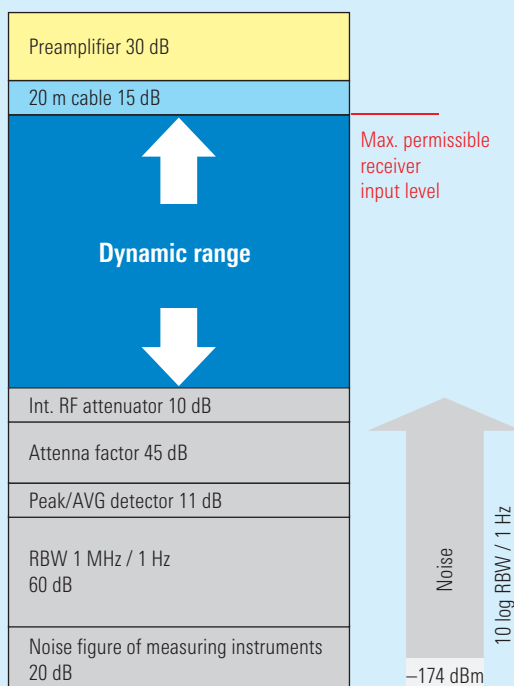 Preamplifier 30 dB
20 m cable 15 dB
Max. permissible
receiver
input level
Dynamic range
Int. RF attenuator 10 dB
Attenna factor 45 dB
Peak/AVG detector 11 dB
RBW 1 MHz / 1 Hz
60 dB
Noise figure of measuring instruments
20 dB
Noise
10 log RBW / 1 Hz
–174 dBm